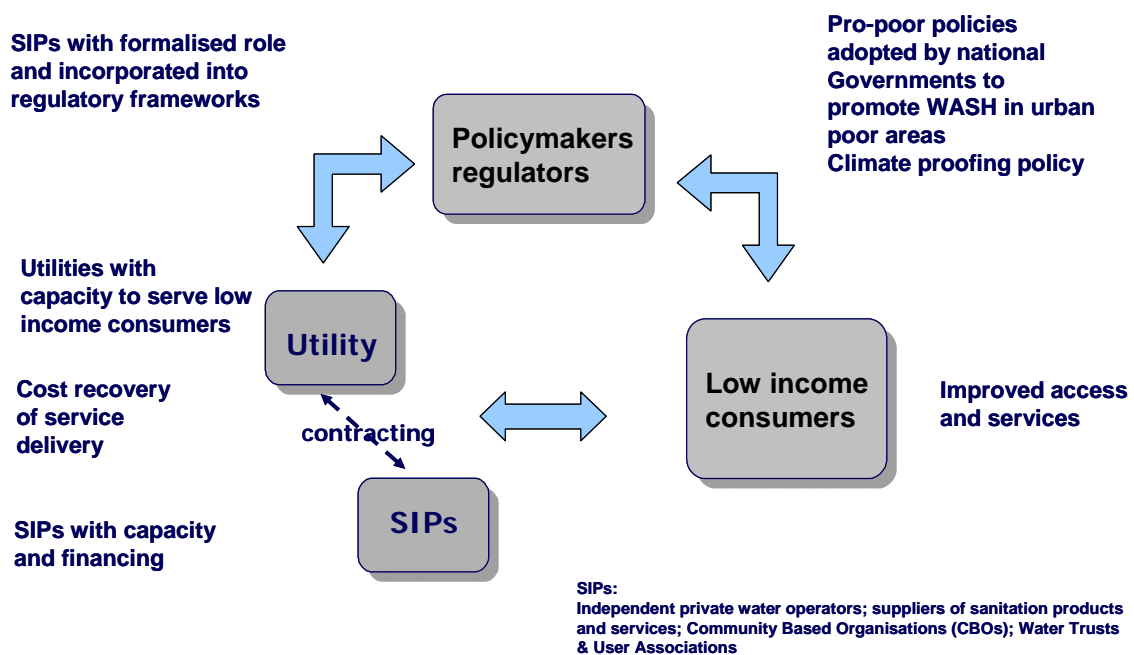 SIPs with formalised role
and incorporated into
regulatory frameworks
Pro-poor policies
adopted by national
Governments to
promote WASH in urban
poor areas
Climate proofing policy
Policymakers
regulators
Utilities with
capacity to serve low
income consumers
Utility
Cost recovery
of service
delivery
contracting
Low income
consumers
Improved access
and services
SIPs
SIPs with capacity
and financing
SIPs:
Independent private water operators; suppliers of sanitation products
and services; Community Based Organisations (CBOs); Water Trusts
& User Associations